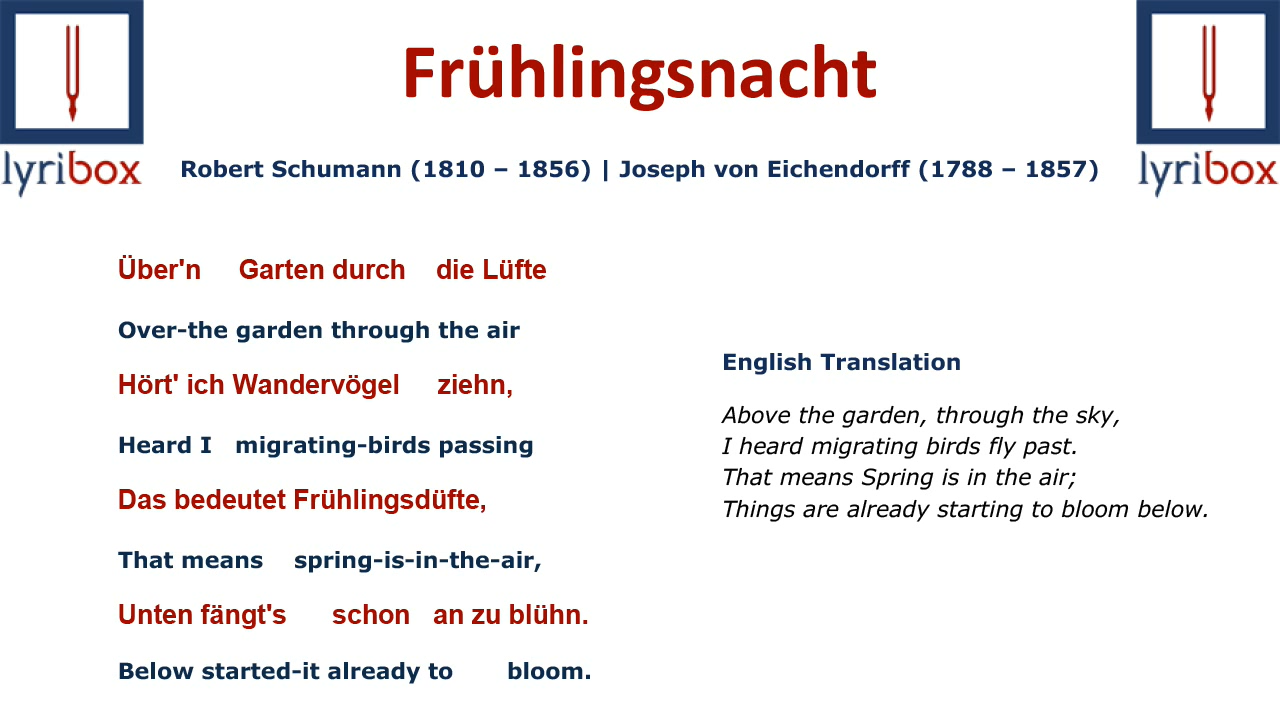 Frühlingsnacht
lyribox
lyribox
Robert Schumann (1810 – 1856) | Joseph von Eichendorff (1788 – 1857)
Über'n Garten durch die Lüfte
Over-the garden through the air
Hört' ich Wandervögel ziehn,
Heard I migrating-birds passing
Das bedeutet Frühlingsdüfte,
That means spring-is-in-the-air,
Unten fängt's schon an zu blühn.
Below started-it already to bloom.
English Translation
Above the garden, through the sky,
I heard migrating birds fly past.
That means Spring is in the air;
Things are already starting to bloom below.